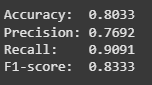 Accuracy: 0.8033
Precision: 0.7692
Recall: 0.9091
F1-score: 0.8333